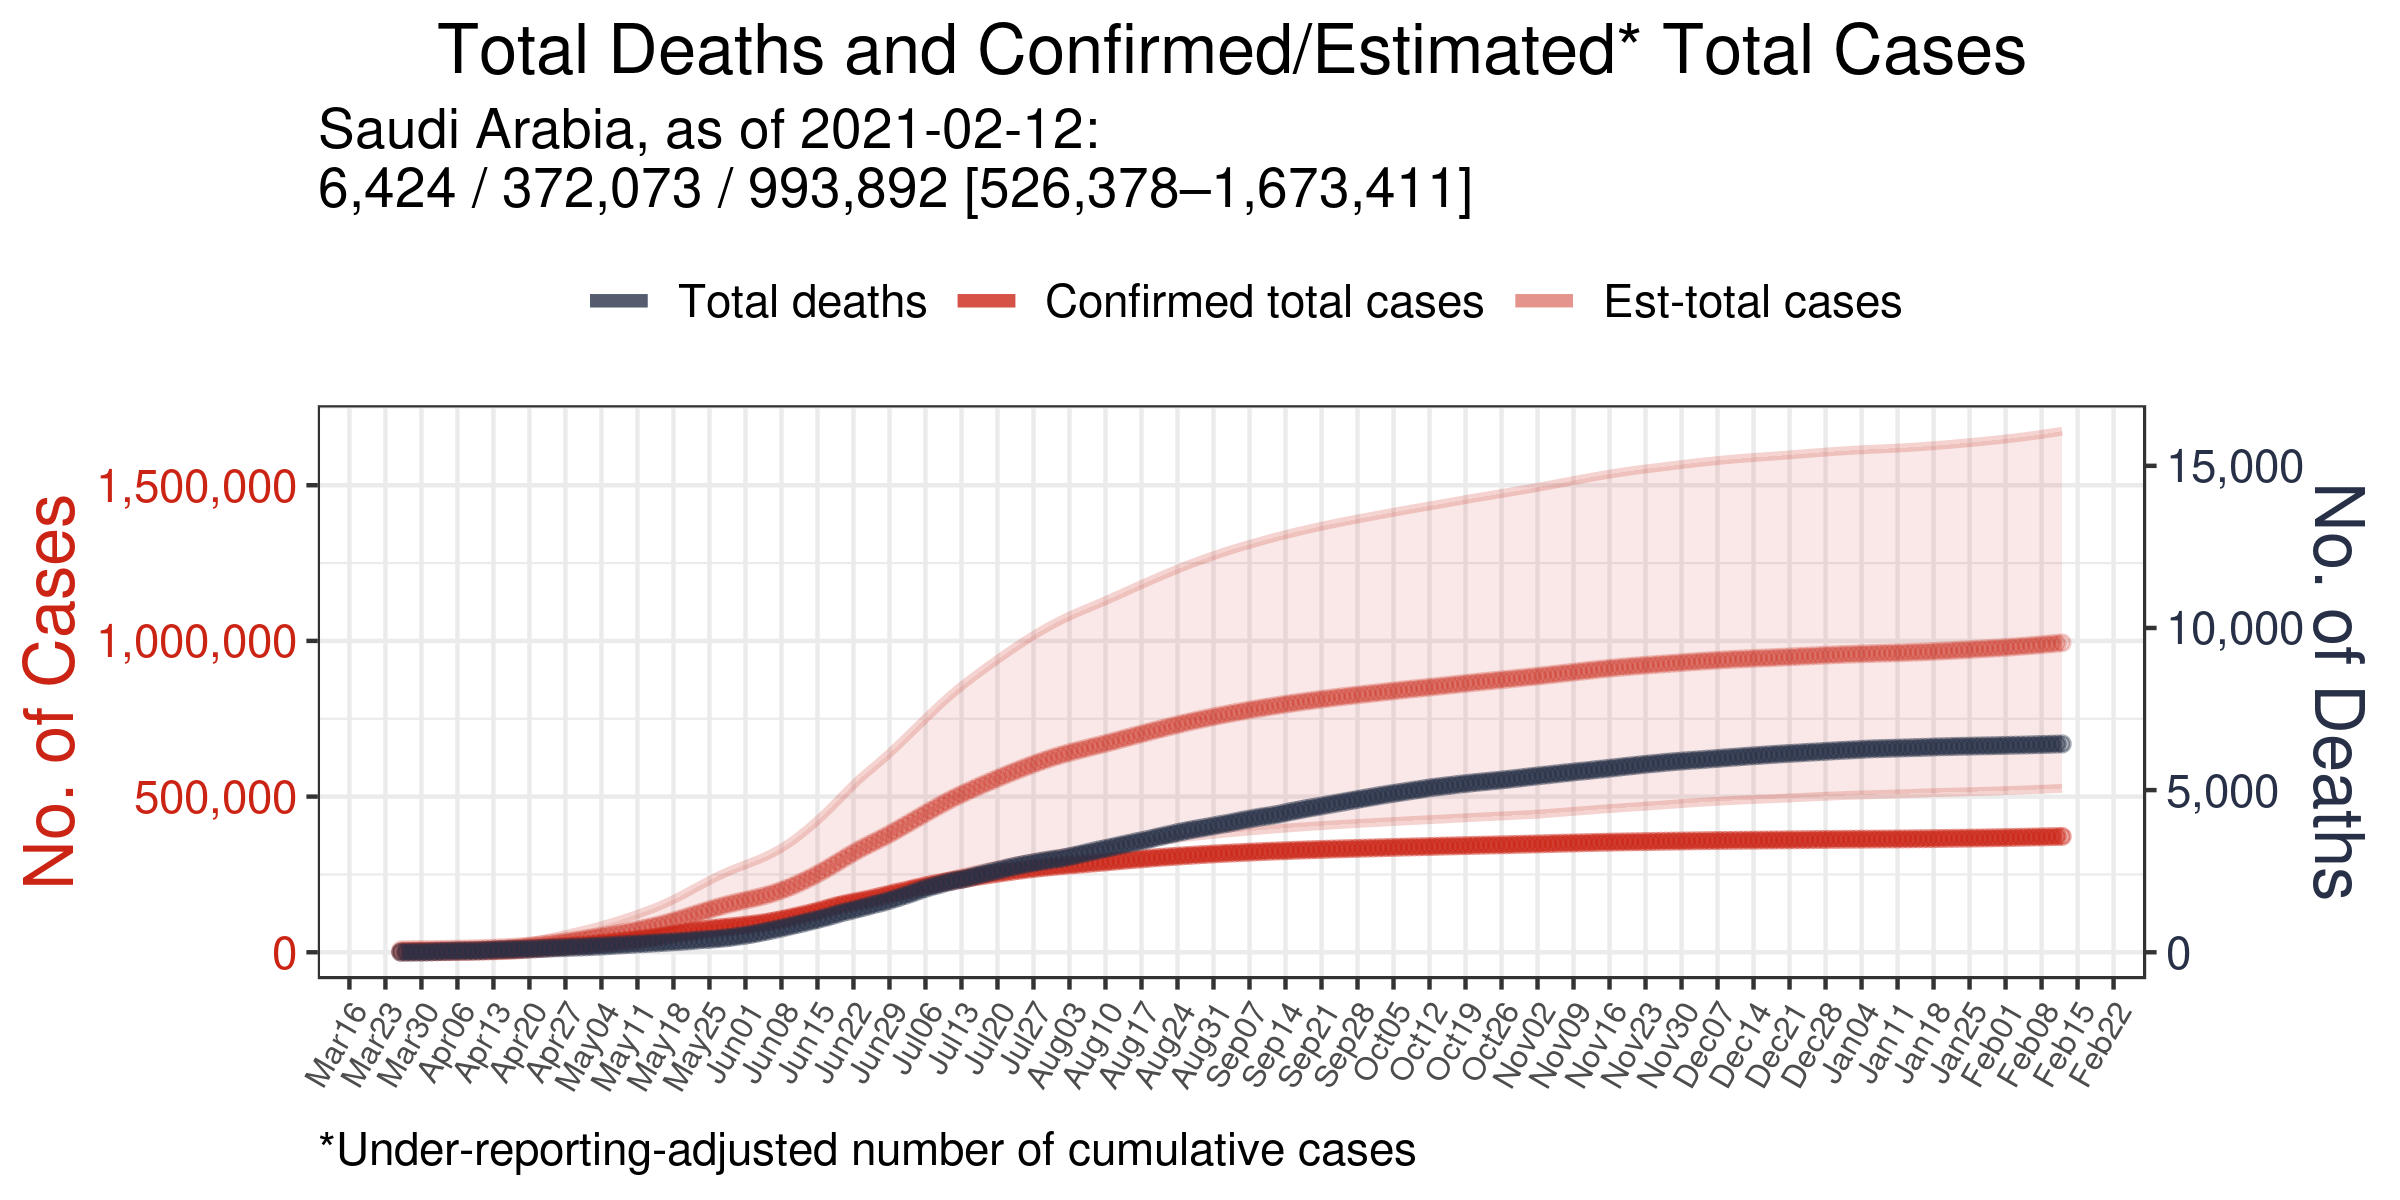 Total Deaths and Confirmed/Estimated* Total Cases
Saudi Arabia, as of 2021-02-12:
6,424 / 372,073 / 993,892 [526,378–1,673,411]
Total deaths
Confirmed total cases
Est-total cases
No. of Cases
1,500,000
1,000,000
500,000
0
15,000
10,000
5,000
0
No. of Deaths
Mar16
Mar23
Mar30
Apr06
Apr13
Apr20
Apr27
May04
May11
May18
May25
Jun01
Jun08
Jun15
Jun22
Jun29
Jul06
Jul13
Jul20
Jul27
Aug03
Aug10
Aug17
Aug24
Aug31
Sep07
Sep14
Sep21
Sep28
Oct05
Oct12
Oct19
Oct26
Nov02
Nov09
Nov16
Nov23
Nov30
Dec07
Dec14
Dec21
Dec28
Jan04
Jan11
Jan18
Jan25
Feb01
Feb08
Feb15
Feb22
*Under-reporting-adjusted number of cumulative cases